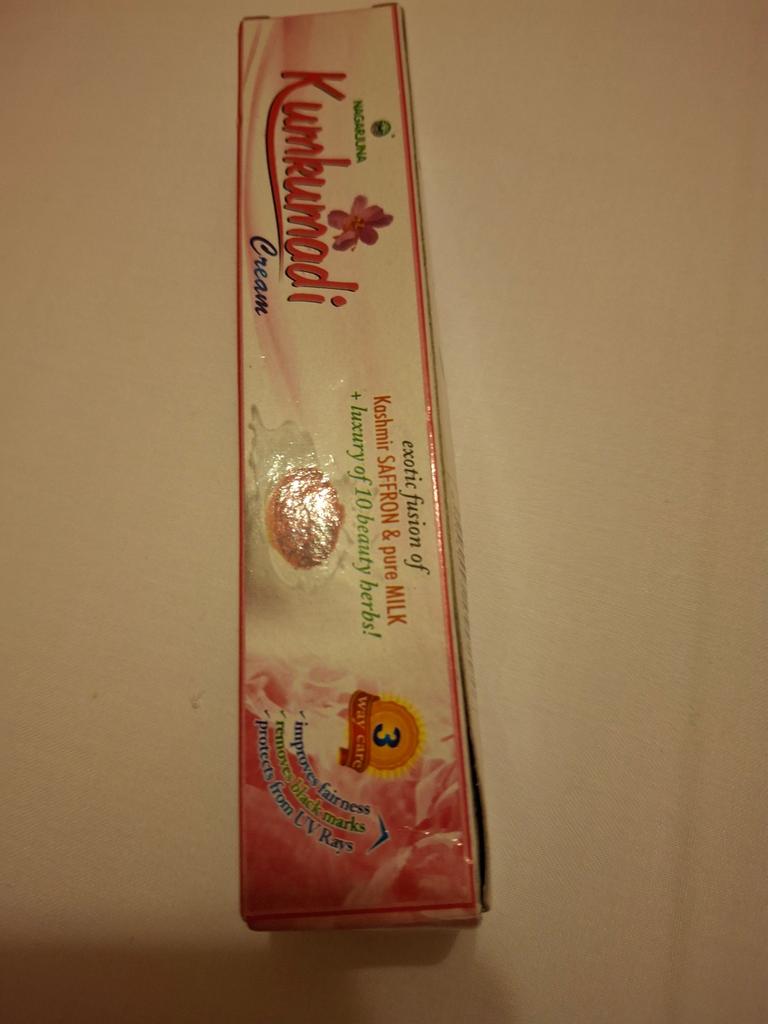 NAGARJUNA
Kumkumadi
Cream
exotic fusion of
Kashmir SAFFRON & pure MILK
+ luxury of 10 beauty herbs!
3
way care
✓ improves fairness
✓ removes black marks
✓ protects from UV Rays